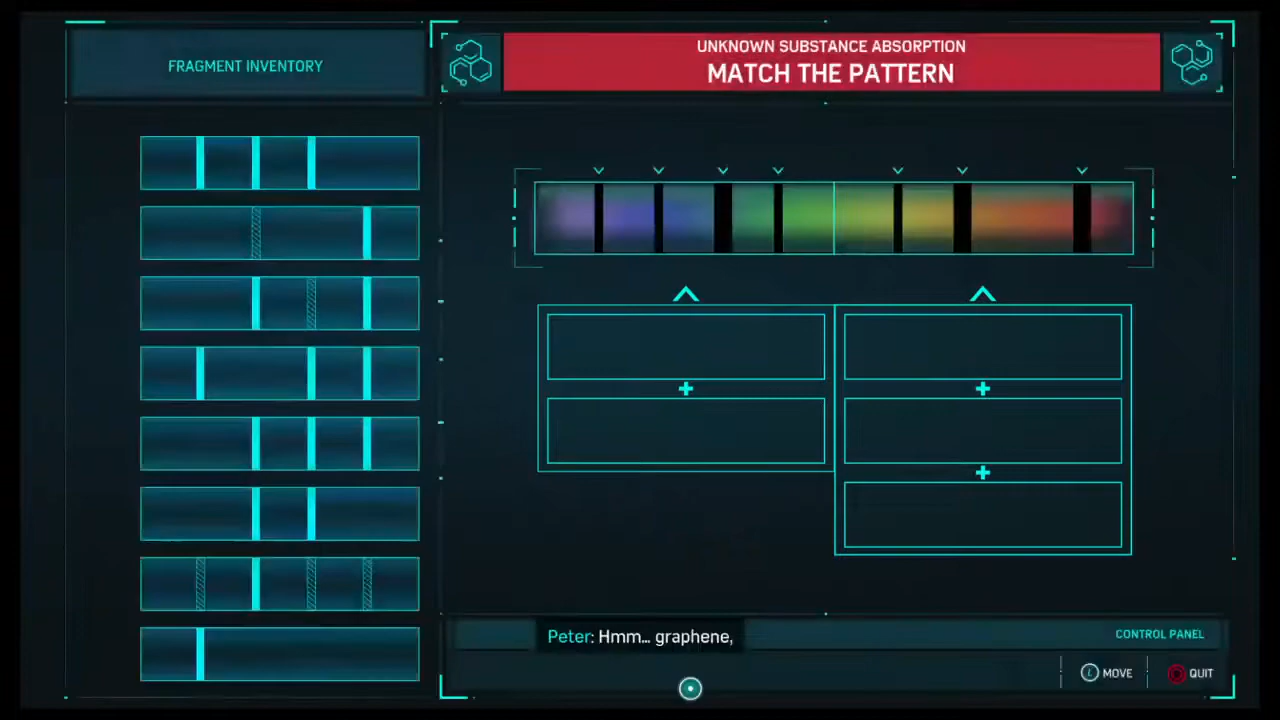 FRAGMENT INVENTORY
UNKNOWN SUBSTANCE ABSORPTION
MATCH THE PATTERN
Peter: Hmm... graphene,
CONTROL PANEL
L MOVE
QUIT